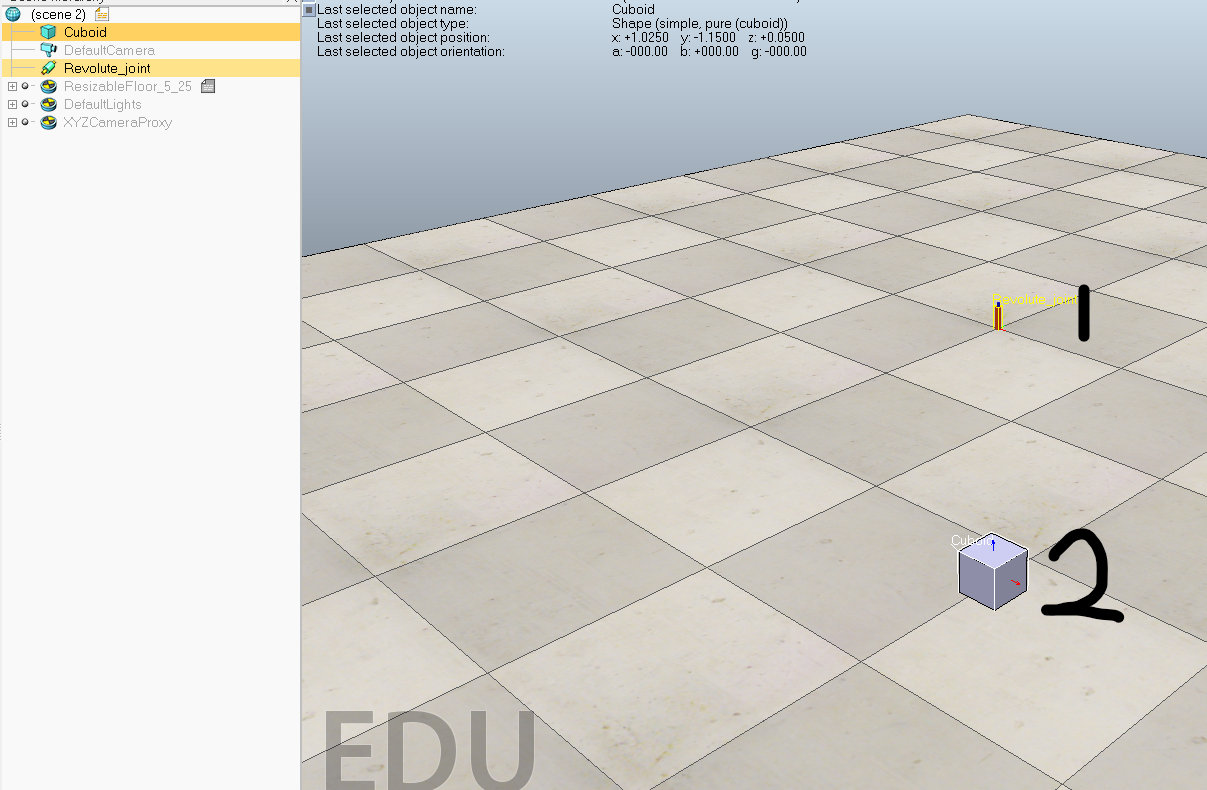 (scene 2)
Cuboid
DefaultCamera
Revolute_joint
ResizableFloor_5_25
DefaultLights
XYZCameraProxy
Last selected object name: Cuboid
Last selected object type: Shape (simple, pure (cuboid))
Last selected object position: x: +1.0250 y: -1.1500 z: +0.0500
Last selected object orientation: a: -000.00 b: +000.00 g: -000.00
Revolute_joint
1
Cuboid
2
EDU